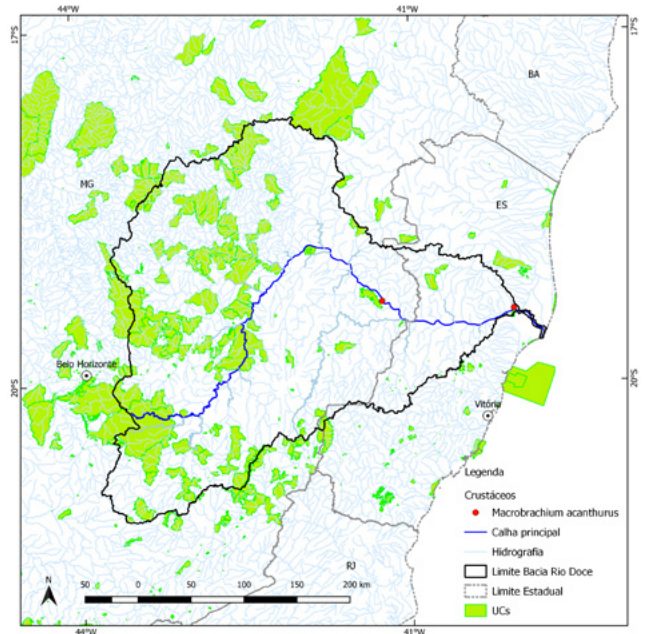 44°W 41°W
17°S 17°S
BA
MG
ES
Belo Horizonte
20°S 20°S
Vitória
Legenda
Crustáceos
Macrobrachium acanthurus
Calha principal
Hidrografia
Limite Bacia Rio Doce
Limite Estadual
UCs
RJ
N
50 0 50 100 150 200 km
44°W 41°W